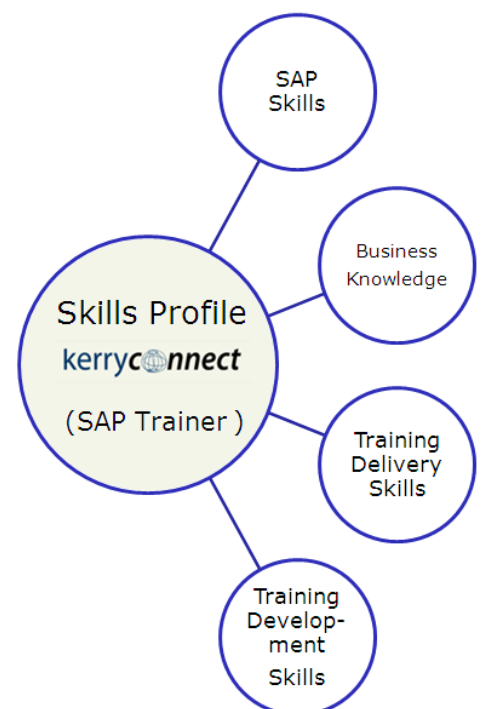 SAP
Skills
Business
Knowledge
Skills Profile
kerryconnect
(SAP Trainer )
Training
Delivery
Skills
Training
Develop-
ment
Skills